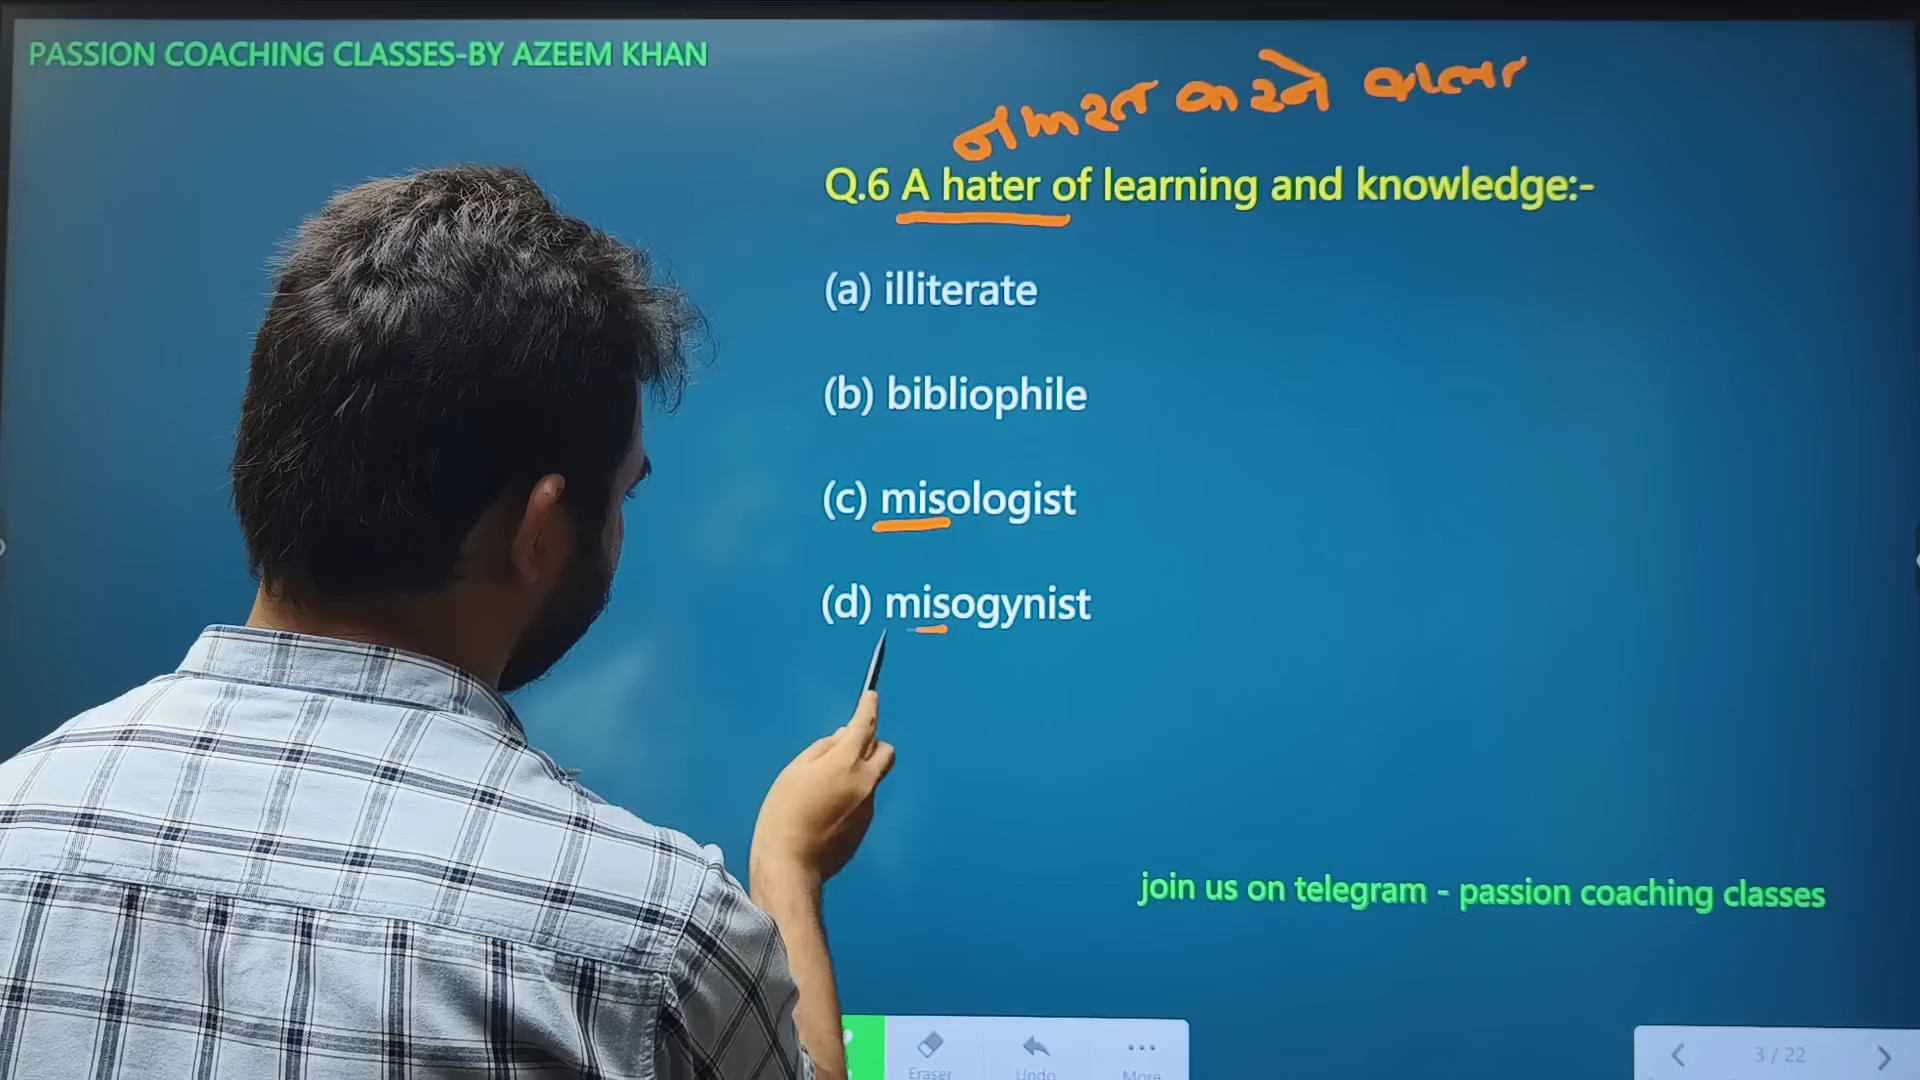 PASSION COACHING CLASSES-BY AZEEM KHAN
नफरत करने वाला
Q.6 A hater of learning and knowledge:-
(a) illiterate
(b) bibliophile
(c) misologist
(d) misogynist
join us on telegram - passion coaching classes
Eraser
Undo
More
3 / 22